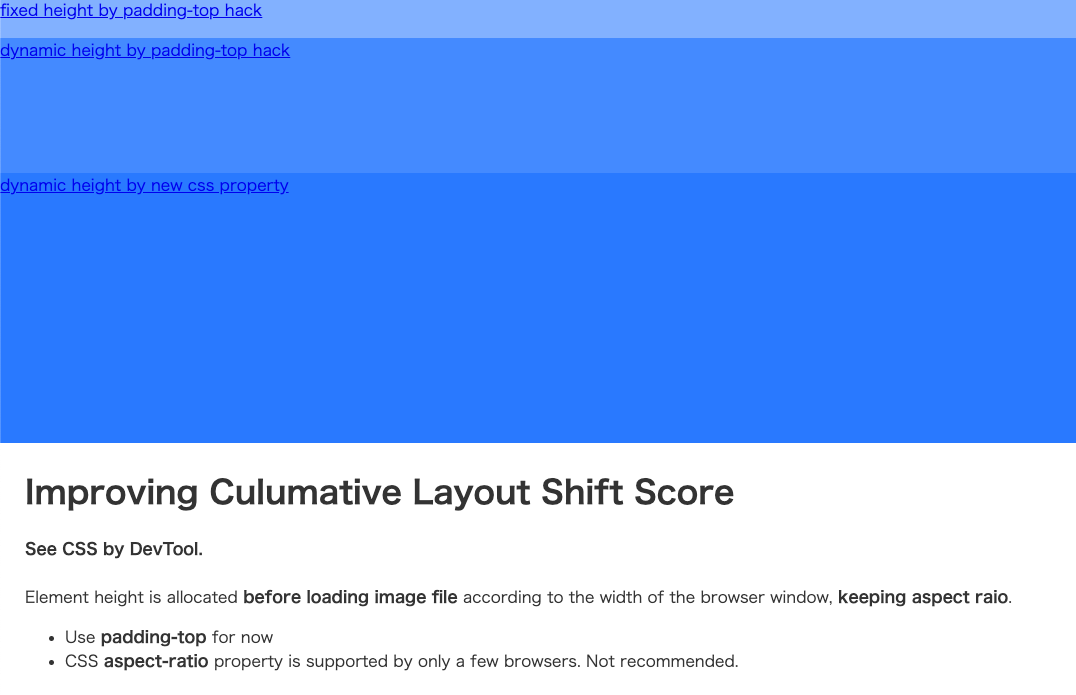 fixed height by padding-top hack
dynamic height by padding-top hack
dynamic height by new css property
Improving Culumative Layout Shift Score
See CSS by DevTool.
Element height is allocated before loading image file according to the width of the browser window, keeping aspect raio.
• Use padding-top for now
• CSS aspect-ratio property is supported by only a few browsers. Not recommended.